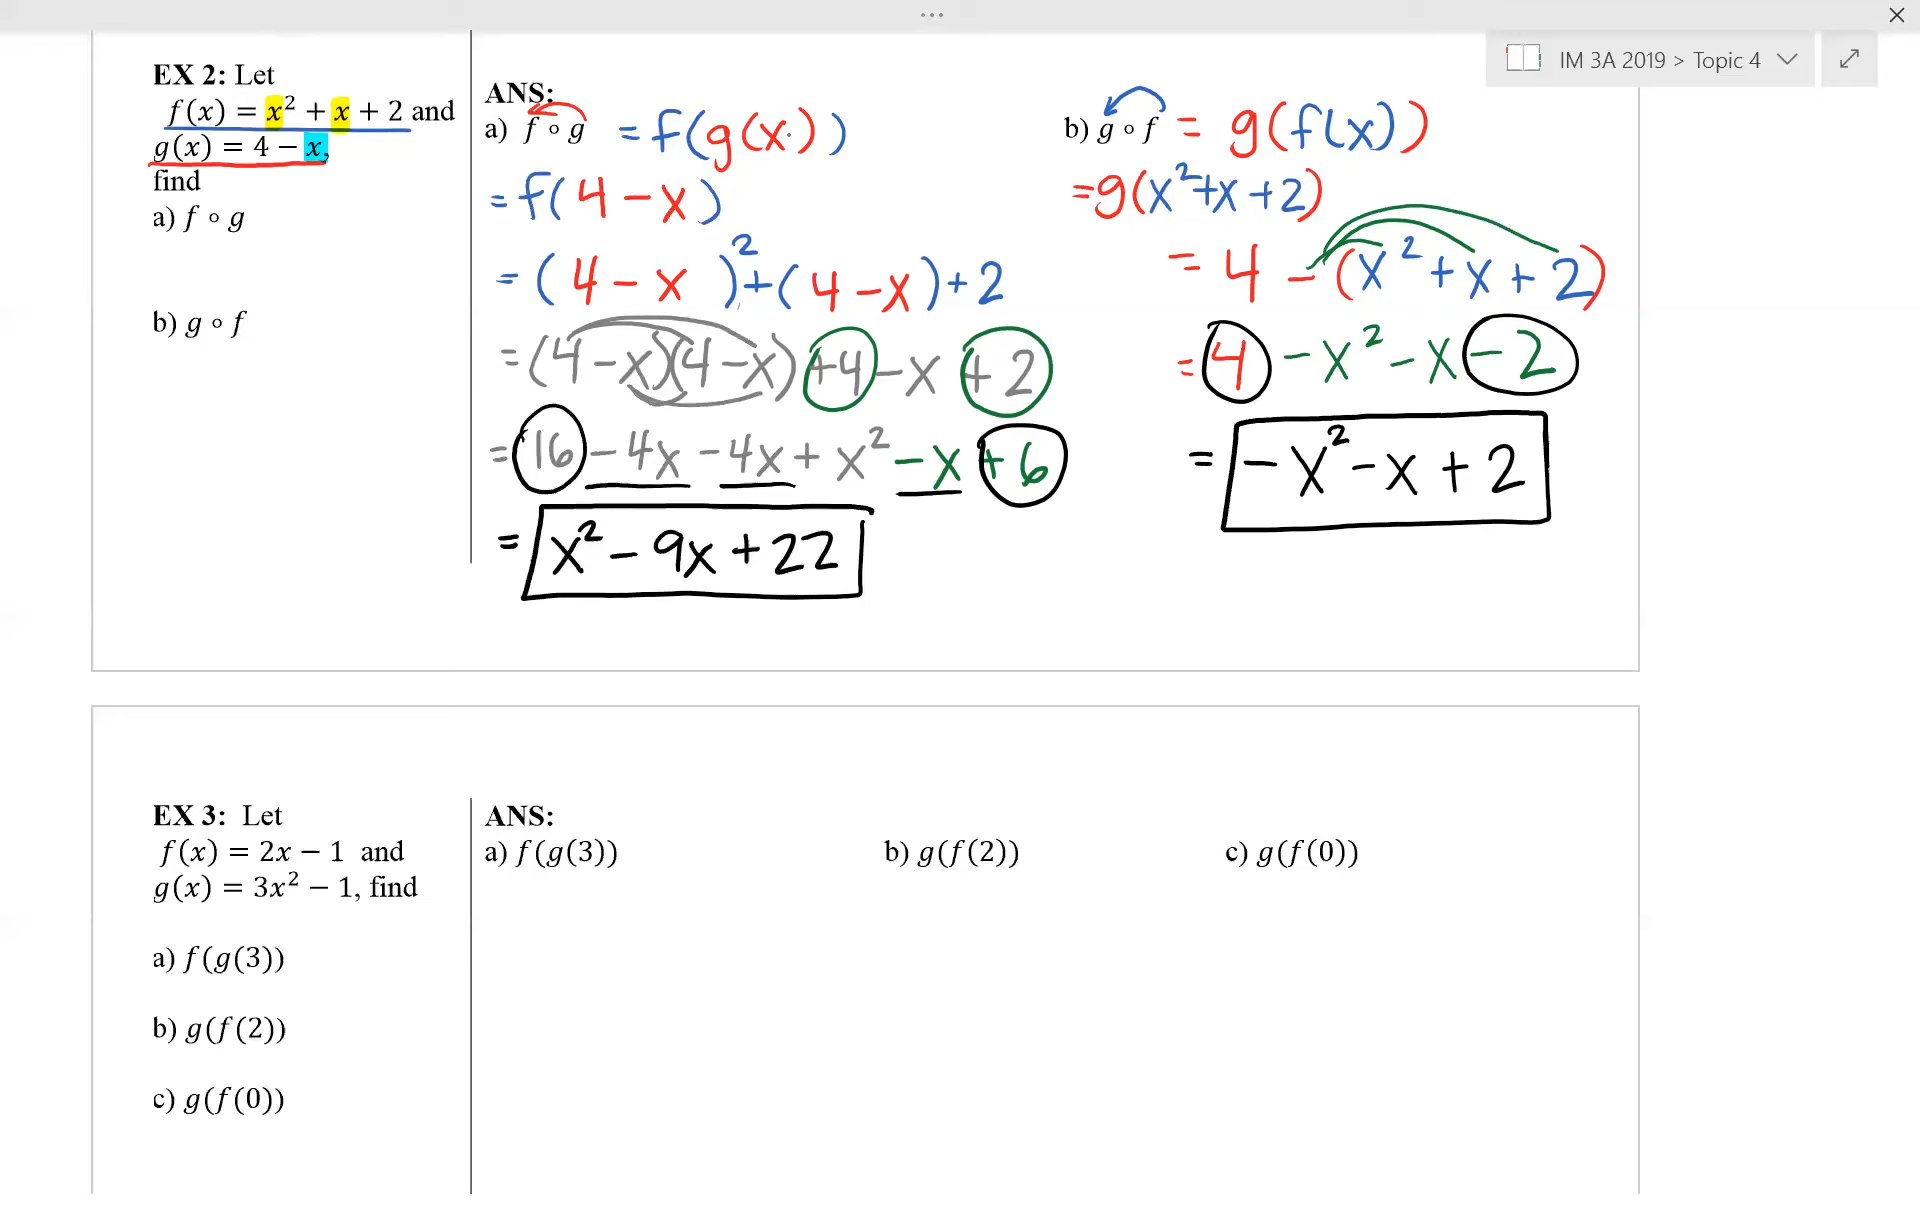 IM 3A 2019 > Topic 4
EX 2: Let
f(x) = x² + x + 2 and
g(x) = 4 − x,
find
a) f ∘ g
b) g ∘ f
ANS:
a) f ∘ g = f(g(x))
= f(4 − x)
= (4 − x)² + (4 − x) + 2
= (4 − x)(4 − x) + 4 − x + 2
= 16 − 4x − 4x + x² − x + 6
= x² − 9x + 22
b) g ∘ f = g(f(x))
= g(x² + x + 2)
= 4 − (x² + x + 2)
= 4 − x² − x − 2
= − x² − x + 2
EX 3: Let
f(x) = 2x − 1 and
g(x) = 3x² − 1, find
a) f(g(3))
b) g(f(2))
c) g(f(0))
ANS:
a) f(g(3)) b) g(f(2)) c) g(f(0))